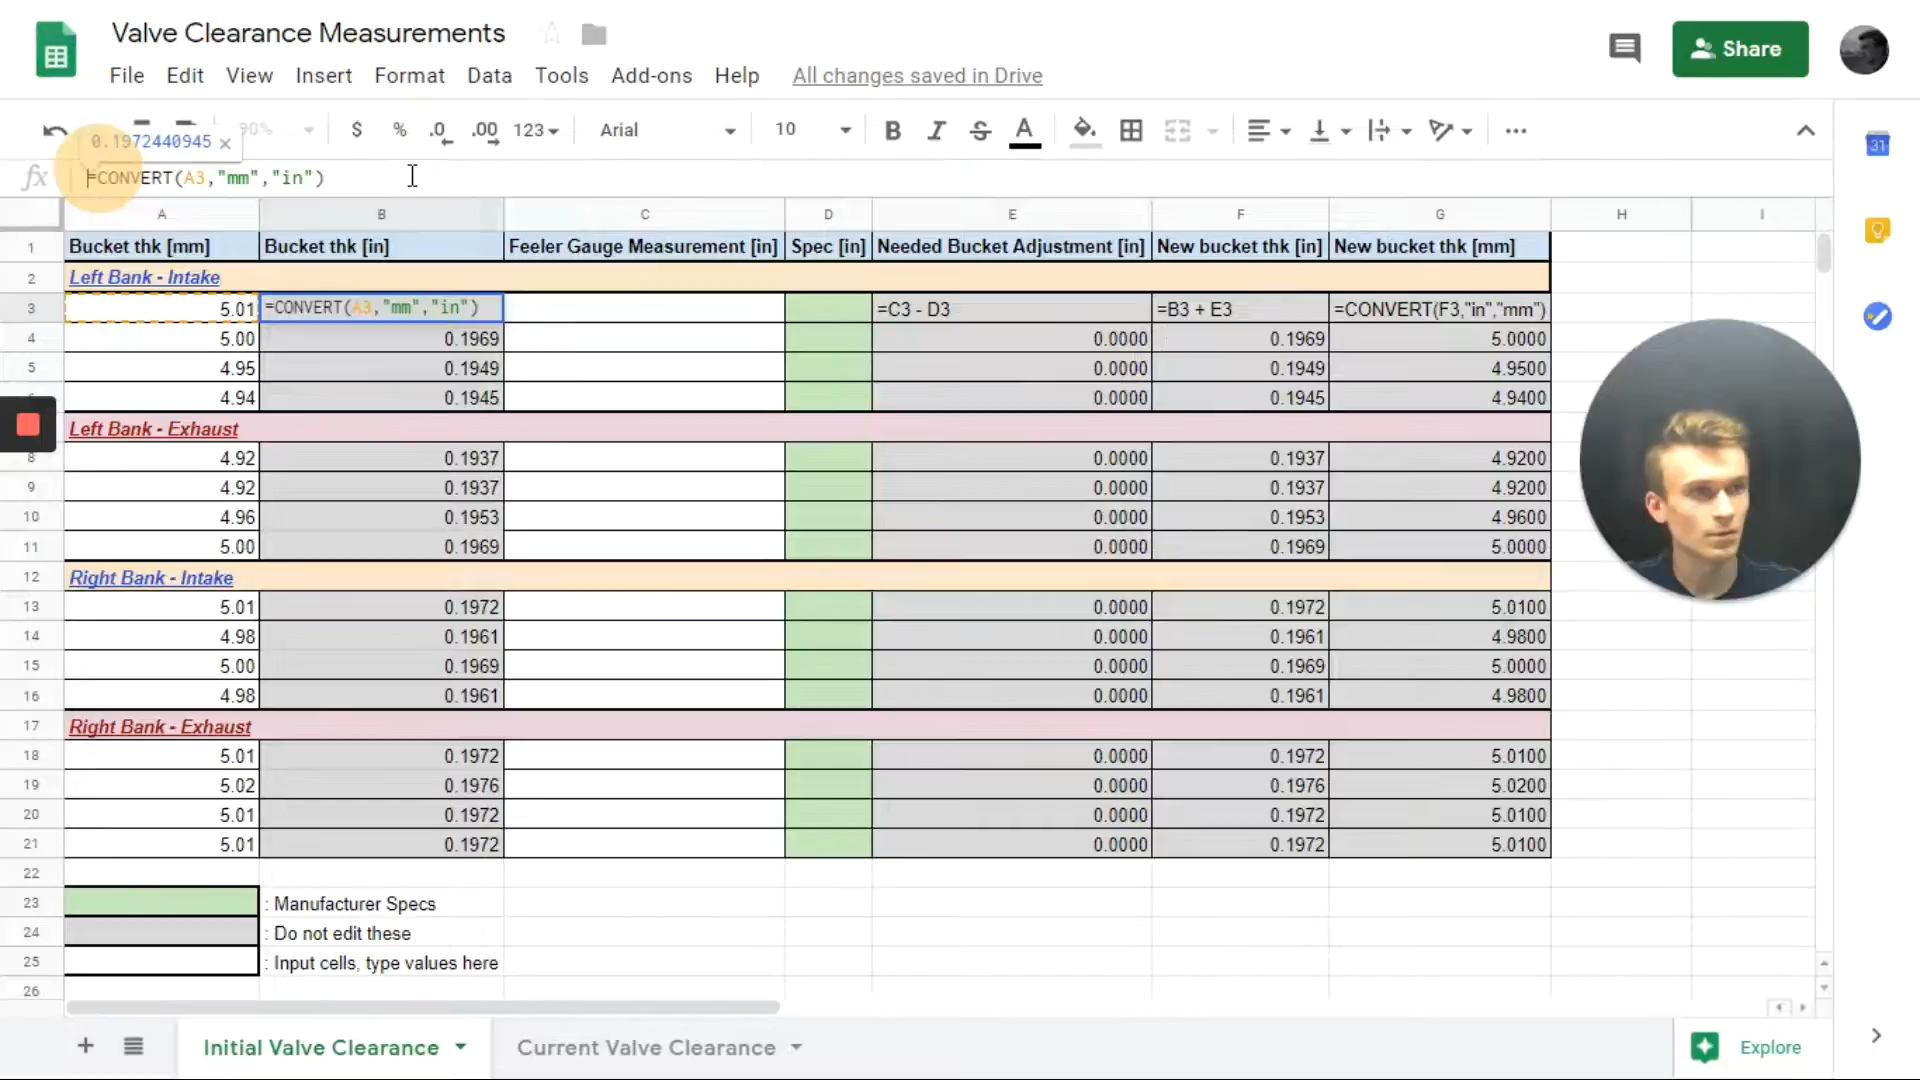 Valve Clearance Measurements
Share
File Edit View Insert Format Data Tools Add-ons Help All changes saved in Drive
90% $ % .0 .00 123 Arial 10 B I S A
31
0.1972440945 ×
fx =CONVERT(A3,"mm","in")
A B C D E F G H I
1 Bucket thk [mm] Bucket thk [in] Feeler Gauge Measurement [in] Spec [in] Needed Bucket Adjustment [in] New bucket thk [in] New bucket thk [mm]
2 Left Bank - Intake
3 5.01 =CONVERT(A3,"mm","in") =C3 - D3 =B3 + E3 =CONVERT(F3,"in","mm")
4 5.00 0.1969 0.0000 0.1969 5.0000
5 4.95 0.1949 0.0000 0.1949 4.9500
4.94 0.1945 0.0000 0.1945 4.9400
Left Bank - Exhaust
8 4.92 0.1937 0.0000 0.1937 4.9200
9 4.92 0.1937 0.0000 0.1937 4.9200
10 4.96 0.1953 0.0000 0.1953 4.9600
11 5.00 0.1969 0.0000 0.1969 5.0000
12 Right Bank - Intake
13 5.01 0.1972 0.0000 0.1972 5.0100
14 4.98 0.1961 0.0000 0.1961 4.9800
15 5.00 0.1969 0.0000 0.1969 5.0000
16 4.98 0.1961 0.0000 0.1961 4.9800
17 Right Bank - Exhaust
18 5.01 0.1972 0.0000 0.1972 5.0100
19 5.02 0.1976 0.0000 0.1976 5.0200
20 5.01 0.1972 0.0000 0.1972 5.0100
21 5.01 0.1972 0.0000 0.1972 5.0100
22
23 : Manufacturer Specs
24 : Do not edit these
25 : Input cells, type values here
26
Initial Valve Clearance Current Valve Clearance Explore